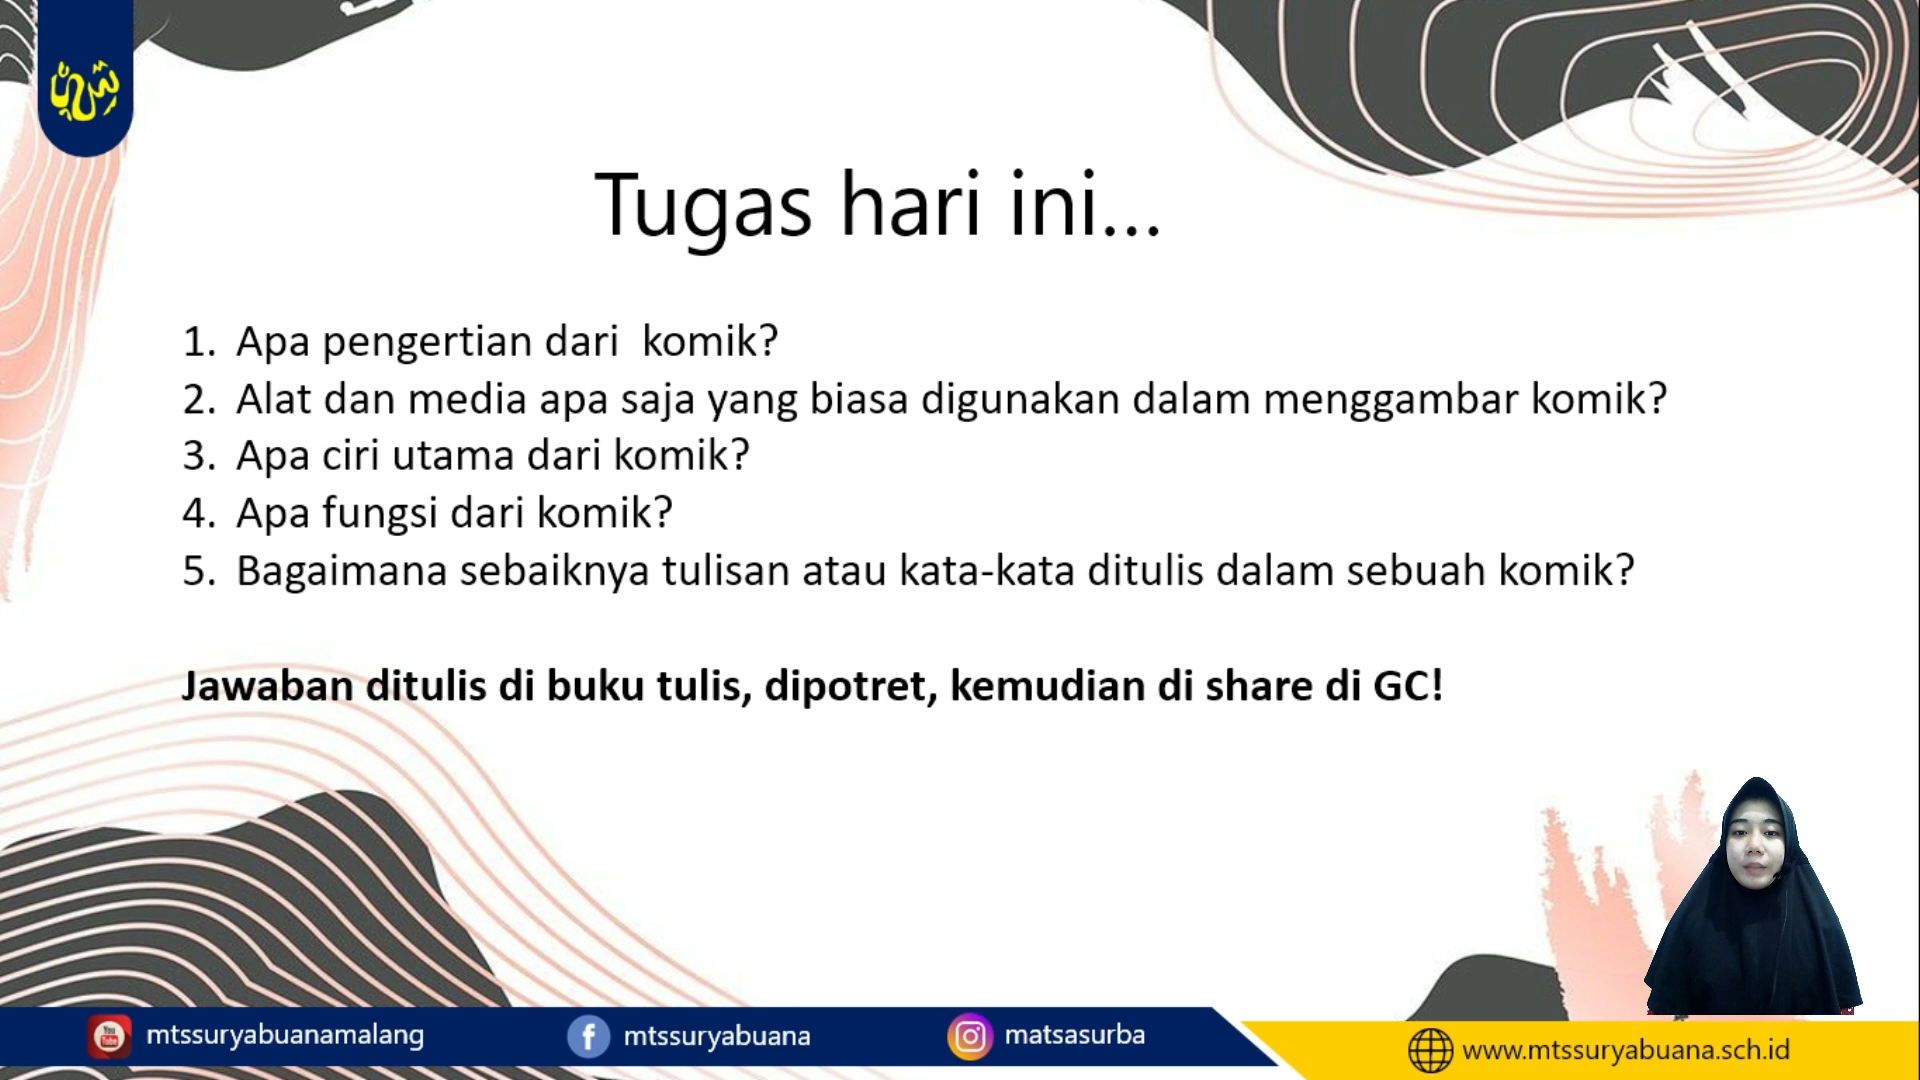 Tugas hari ini...
1. Apa pengertian dari  komik?
2. Alat dan media apa saja yang biasa digunakan dalam menggambar komik?
3. Apa ciri utama dari komik?
4. Apa fungsi dari komik?
5. Bagaimana sebaiknya tulisan atau kata-kata ditulis dalam sebuah komik?
Jawaban ditulis di buku tulis, dipotret, kemudian di share di GC!
You Tube mtssuryabuanamalang
f mtssuryabuana
matsasurba
www.mtssuryabuana.sch.id